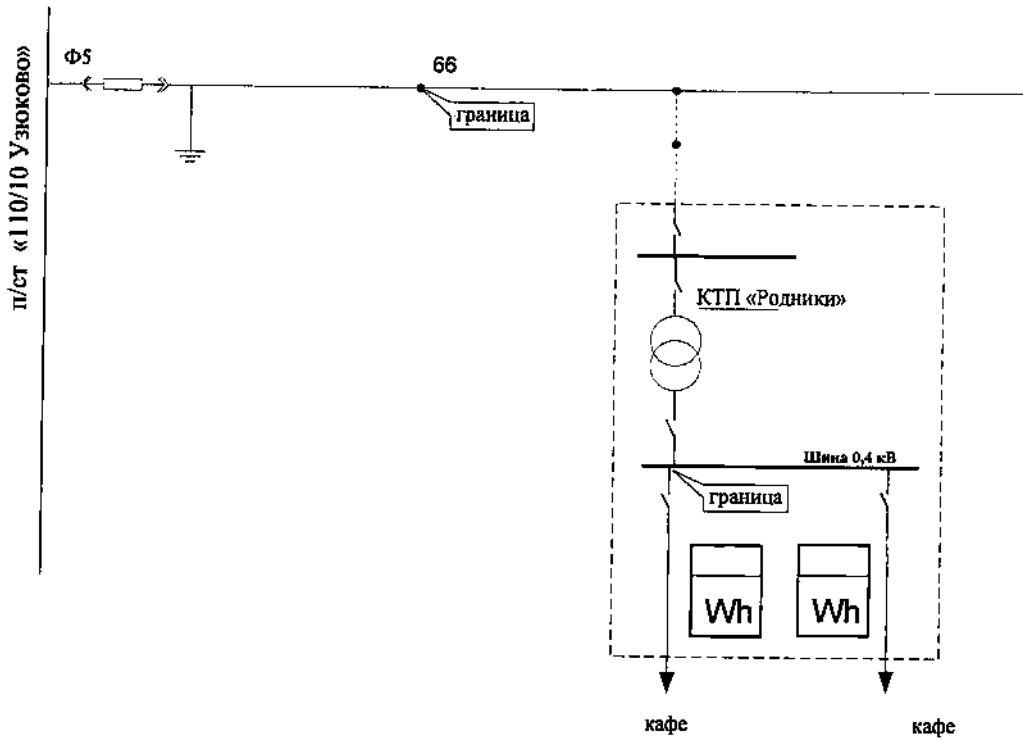 п/ст «110/10 Узюково»
Ф5
66
граница
КТП «Родники»
Шина 0,4 кВ
граница
Wh
Wh
кафе
кафе